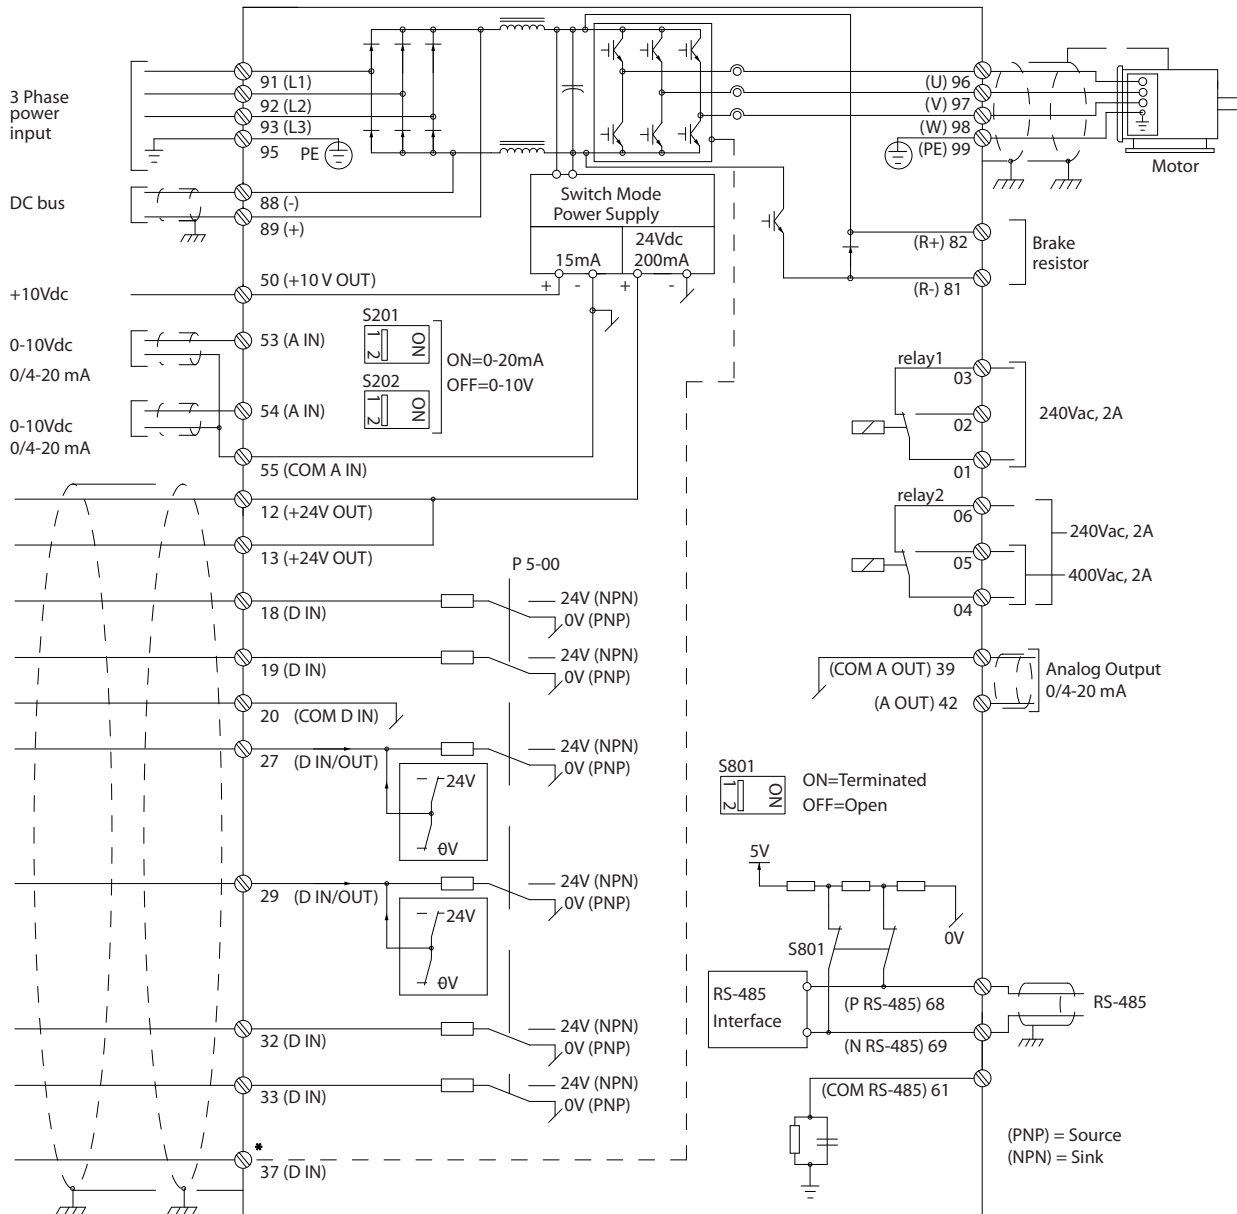 3 Phase
power
input
91 (L1)
92 (L2)
93 (L3)
95 PE
DC bus
88 (-)
89 (+)
+10Vdc
50 (+10 V OUT)
0-10Vdc
0/4-20 mA
53 (A IN)
S201
1 2
ON
S202
1 2
ON
ON=0-20mA
OFF=0-10V
0-10Vdc
0/4-20 mA
54 (A IN)
55 (COM A IN)
12 (+24V OUT)
13 (+24V OUT)
P 5-00
18 (D IN)
24V (NPN)
0V (PNP)
19 (D IN)
24V (NPN)
0V (PNP)
20 (COM D IN)
27 (D IN/OUT)
24V (NPN)
0V (PNP)
24V
0V
29 (D IN/OUT)
24V (NPN)
0V (PNP)
24V
0V
32 (D IN)
24V (NPN)
0V (PNP)
33 (D IN)
24V (NPN)
0V (PNP)
*
37 (D IN)
Switch Mode
Power Supply
24Vdc
15mA 200mA
+ - + -
(U) 96
(V) 97
(W) 98
(PE) 99
Motor
(R+) 82
(R-) 81
Brake
resistor
relay1
03
02
01
240Vac, 2A
relay2
06
05
04
240Vac, 2A
400Vac, 2A
(COM A OUT) 39
(A OUT) 42
Analog Output
0/4-20 mA
S801
1 2
ON
ON=Terminated
OFF=Open
5V
0V
S801
RS-485
Interface
(P RS-485) 68
(N RS-485) 69
RS-485
(COM RS-485) 61
(PNP) = Source
(NPN) = Sink